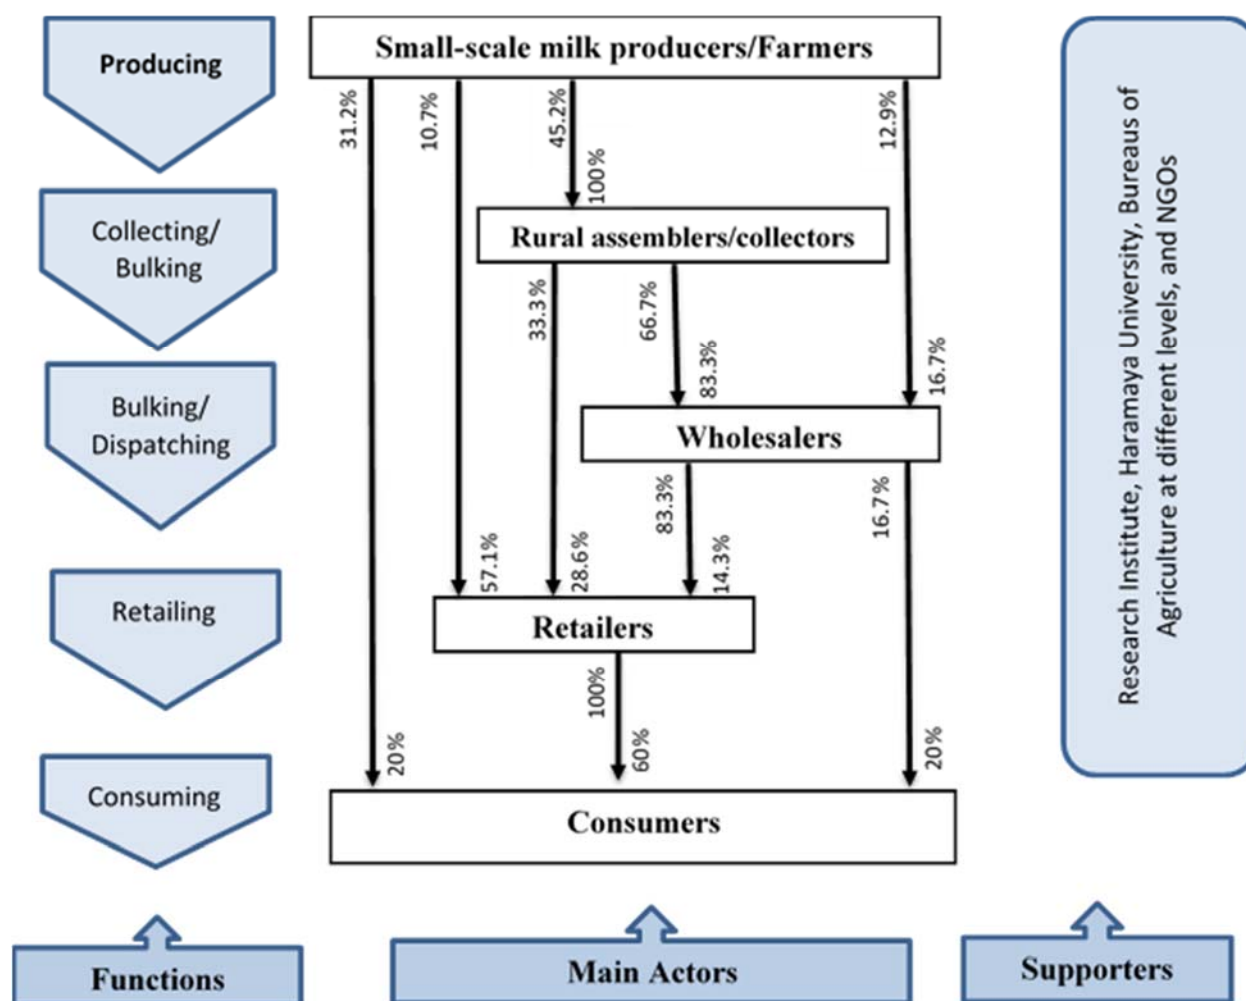 Producing
Small-scale milk producers/Farmers
31.2%
10.7%
45.2%
12.9%
100%
Collecting/
Bulking
Rural assemblers/collectors
33.3%
66.7%
83.3%
16.7%
Bulking/
Dispatching
Wholesalers
83.3%
16.7%
57.1%
28.6%
14.3%
Retailing
Retailers
100%
20%
60%
20%
Consuming
Consumers
Research Institute, Haramaya University, Bureaus of
Agriculture at different levels, and NGOs
Functions
Main Actors
Supporters